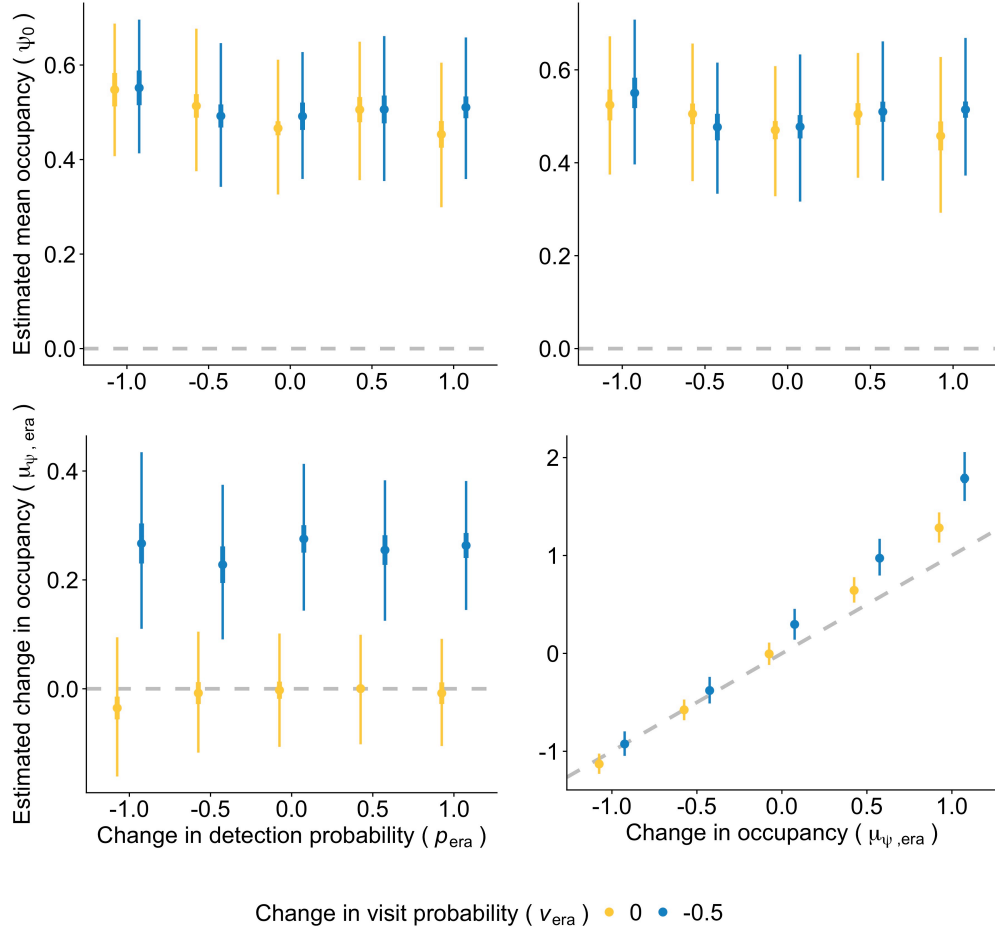 Estimated mean occupancy ( ψ0 )
0.6
0.4
0.2
0.0
-1.0 -0.5 0.0 0.5 1.0
0.6
0.4
0.2
0.0
-1.0 -0.5 0.0 0.5 1.0
Estimated change in occupancy ( μψ , era )
0.4
0.2
0.0
-1.0 -0.5 0.0 0.5 1.0
Change in detection probability ( pera )
2
1
0
-1
-1.0 -0.5 0.0 0.5 1.0
Change in occupancy ( μψ ,era )
Change in visit probability ( vera ) 0 -0.5